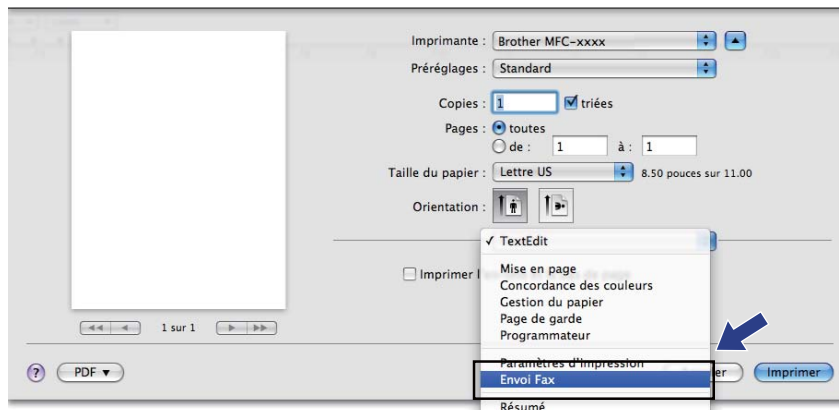 Imprimante : Brother MFC-xxxx
Préréglages : Standard
Copies : 1 triées
Pages : toutes
de : 1 à : 1
Taille du papier : Lettre US 8.50 pouces sur 11.00
Orientation :
✓ TextEdit
Imprimer
Mise en page
Concordance des couleurs
Gestion du papier
Page de garde
Programmateur
1 sur 1
Paramètres d'impression
? PDF ▼ Envoi Fax er Imprimer
Résumé